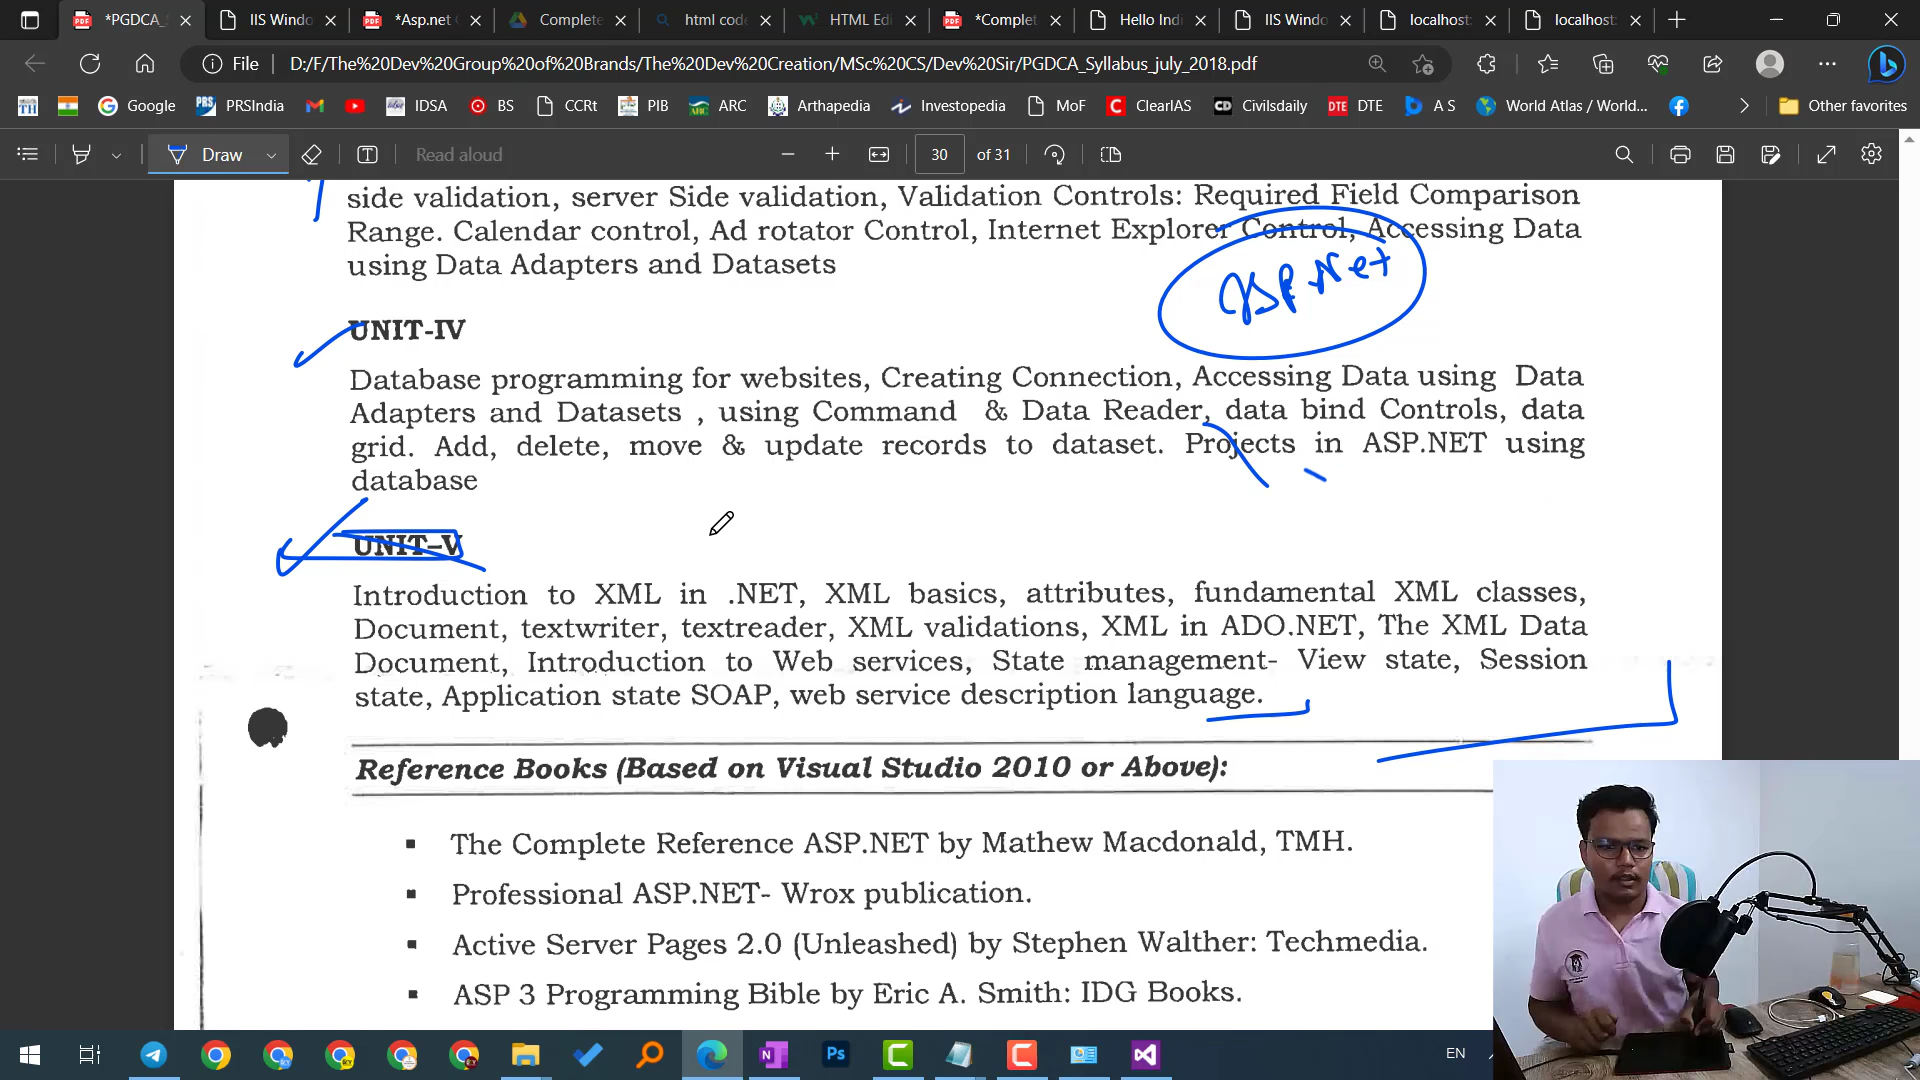 *PGDCA_
IIS Windo
*Asp.net
Complete
html code
HTML Edi
*Complet
Hello Indi
IIS Windo
localhost:
localhost:
File
D:/F/The%20Dev%20Group%20of%20Brands/The%20Dev%20Creation/MSc%20CS/Dev%20Sir/PGDCA_Syllabus_july_2018.pdf
Google
PRSIndia
IDSA
BS
CCRt
PIB
ARC
Arthapedia
Investopedia
MoF
ClearIAS
Civilsdaily
DTE
A S
World Atlas / World...
Other favorites
Draw
Read aloud
30 of 31
side validation, server Side validation, Validation Controls: Required Field Comparison
Range. Calendar control, Ad rotator Control, Internet Explorer Control, Accessing Data
using Data Adapters and Datasets
ASP.Net
UNIT-IV
Database programming for websites, Creating Connection, Accessing Data using Data
Adapters and Datasets , using Command & Data Reader, data bind Controls, data
grid. Add, delete, move & update records to dataset. Projects in ASP.NET using
database
UNIT–V
Introduction to XML in .NET, XML basics, attributes, fundamental XML classes,
Document, textwriter, textreader, XML validations, XML in ADO.NET, The XML Data
Document, Introduction to Web services, State management- View state, Session
state, Application state SOAP, web service description language.
Reference Books (Based on Visual Studio 2010 or Above):
▪ The Complete Reference ASP.NET by Mathew Macdonald, TMH.
▪ Professional ASP.NET- Wrox publication.
▪ Active Server Pages 2.0 (Unleashed) by Stephen Walther: Techmedia.
▪ ASP 3 Programming Bible by Eric A. Smith: IDG Books.
EN